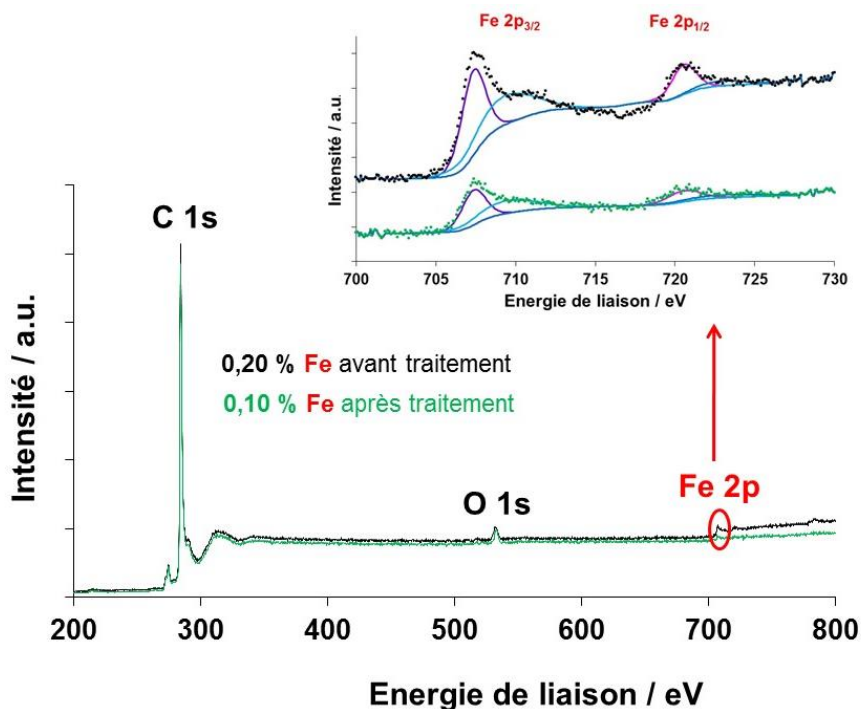 Fe 2p3/2
Fe 2p1/2
Intensité / a.u.
700
705
710
715
720
725
730
Energie de liaison / eV
C 1s
0,20 % Fe avant traitement
0,10 % Fe après traitement
O 1s
Fe 2p
Intensité / a.u.
200
300
400
500
600
700
800
Energie de liaison / eV